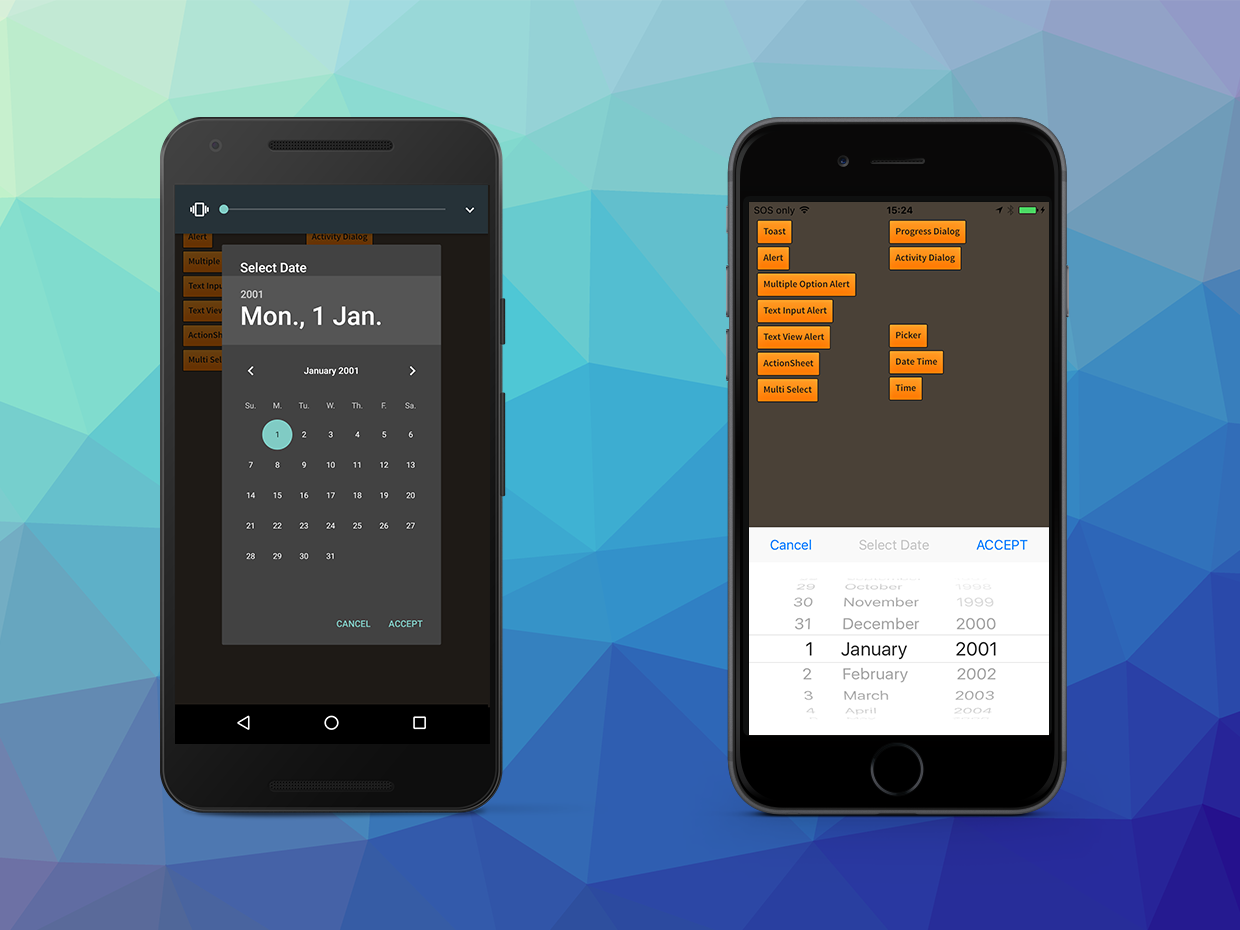 Alert
Activity Dialog
Multiple
Text Inpu
Text View
ActionSh
Multi Sel
Select Date
2001
Mon., 1 Jan.
January 2001
Su. M. Tu. W. Th. F. Sa.
1 2 3 4 5 6
7 8 9 10 11 12 13
14 15 16 17 18 19 20
21 22 23 24 25 26 27
28 29 30 31
CANCEL ACCEPT
SOS only 15:24
Toast Progress Dialog
Alert Activity Dialog
Multiple Option Alert
Text Input Alert
Text View Alert Picker
ActionSheet Date Time
Multi Select Time
Cancel Select Date ACCEPT
29 October 1998
30 November 1999
31 December 2000
1 January 2001
2 February 2002
3 March 2003
4 April 2004